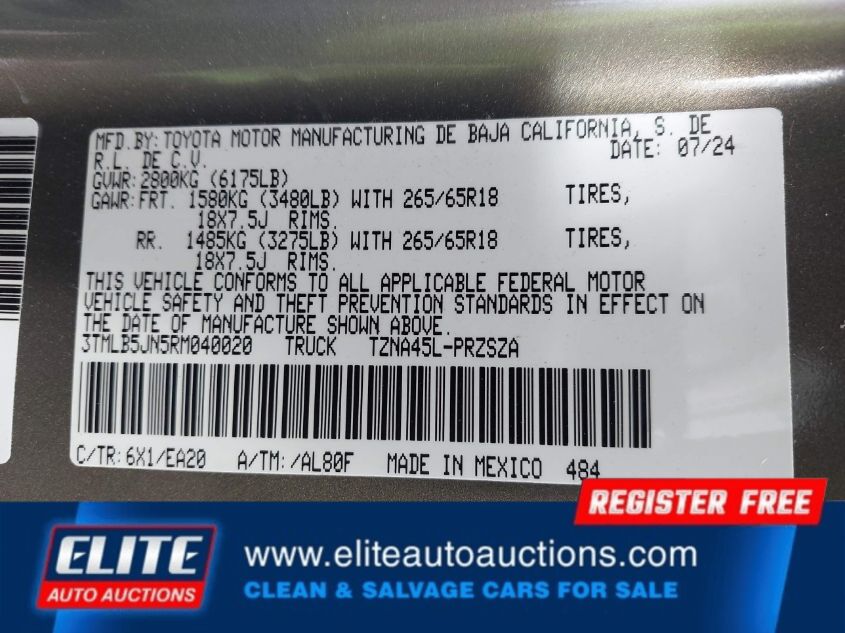 MFD.BY: TOYOTA MOTOR MANUFACTURING DE BAJA CALIFORNIA, S. DE
R.L. DE C.V. DATE: 07/24
GVWR: 2800KG (6175LB)
GAWR: FRT. 1580KG (3480LB) WITH 265/65R18 TIRES,
18X7.5J RIMS.
RR. 1485KG (3275LB) WITH 265/65R18 TIRES,
18X7.5J RIMS.
THIS VEHICLE CONFORMS TO ALL APPLICABLE FEDERAL MOTOR
VEHICLE SAFETY AND THEFT PREVENTION STANDARDS IN EFFECT ON
THE DATE OF MANUFACTURE SHOWN ABOVE.
3TMLB5JN5RM040020 TRUCK TZNA45L-PRZSZA
C/TR: 6X1/EA20 A/TM: /AL80F MADE IN MEXICO 484
REGISTER FREE
ELITE
AUTO AUCTIONS
www.eliteautoauctions.com
CLEAN & SALVAGE CARS FOR SALE